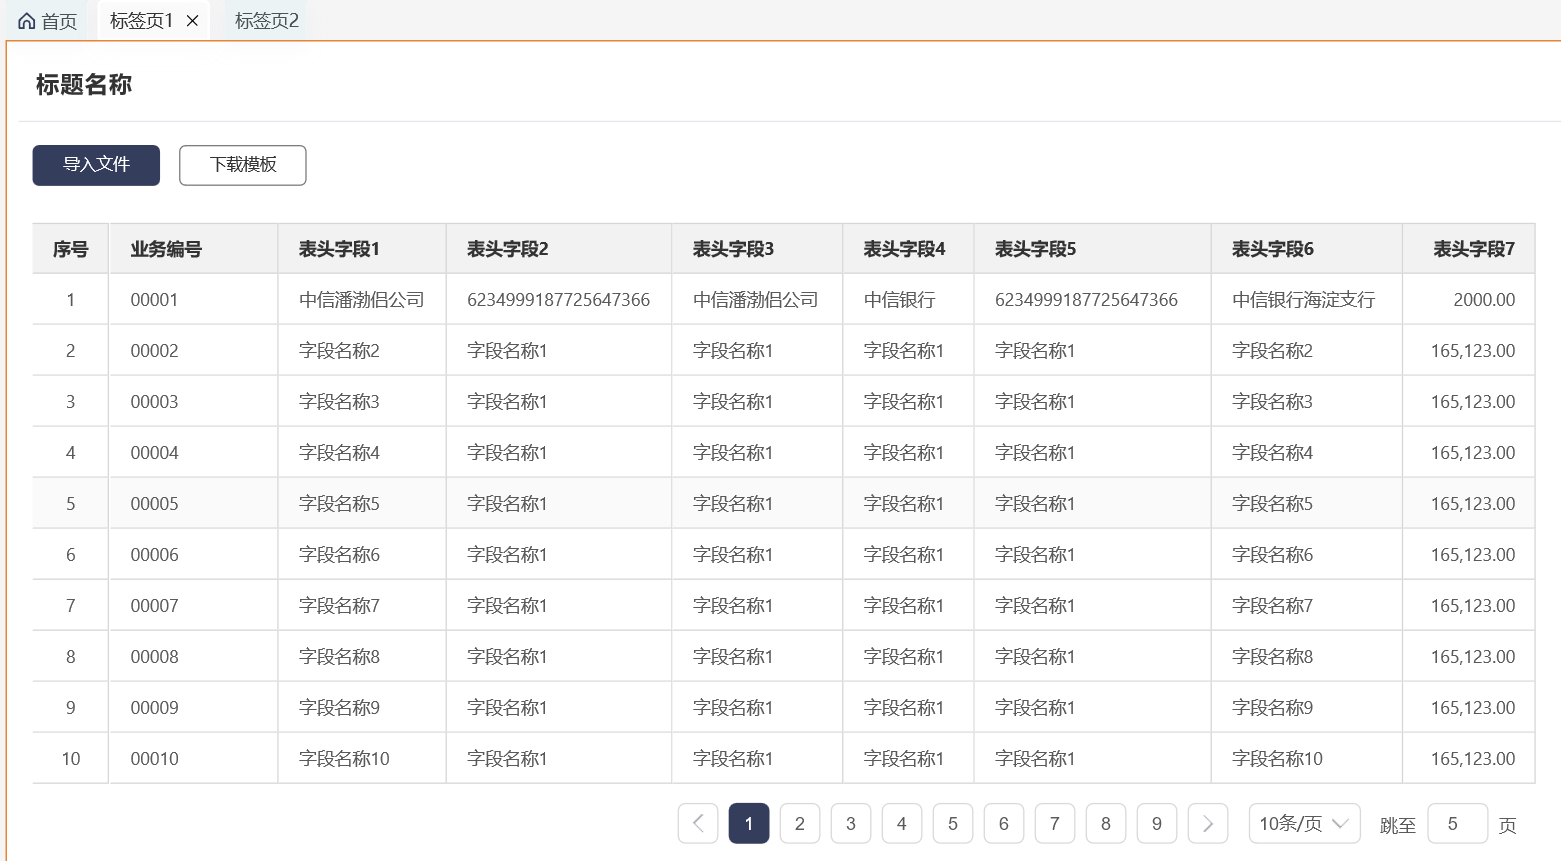 首页 标签页1 标签页2
标题名称
导入文件 下载模板
序号 业务编号 表头字段1 表头字段2 表头字段3 表头字段4 表头字段5 表头字段6 表头字段7
1 00001 中信潘渤侣公司 6234999187725647366 中信潘渤侣公司 中信银行 6234999187725647366 中信银行海淀支行 2000.00
2 00002 字段名称2 字段名称1 字段名称1 字段名称1 字段名称1 字段名称2 165,123.00
3 00003 字段名称3 字段名称1 字段名称1 字段名称1 字段名称1 字段名称3 165,123.00
4 00004 字段名称4 字段名称1 字段名称1 字段名称1 字段名称1 字段名称4 165,123.00
5 00005 字段名称5 字段名称1 字段名称1 字段名称1 字段名称1 字段名称5 165,123.00
6 00006 字段名称6 字段名称1 字段名称1 字段名称1 字段名称1 字段名称6 165,123.00
7 00007 字段名称7 字段名称1 字段名称1 字段名称1 字段名称1 字段名称7 165,123.00
8 00008 字段名称8 字段名称1 字段名称1 字段名称1 字段名称1 字段名称8 165,123.00
9 00009 字段名称9 字段名称1 字段名称1 字段名称1 字段名称1 字段名称9 165,123.00
10 00010 字段名称10 字段名称1 字段名称1 字段名称1 字段名称1 字段名称10 165,123.00
1 2 3 4 5 6 7 8 9 10条/页 跳至 5 页